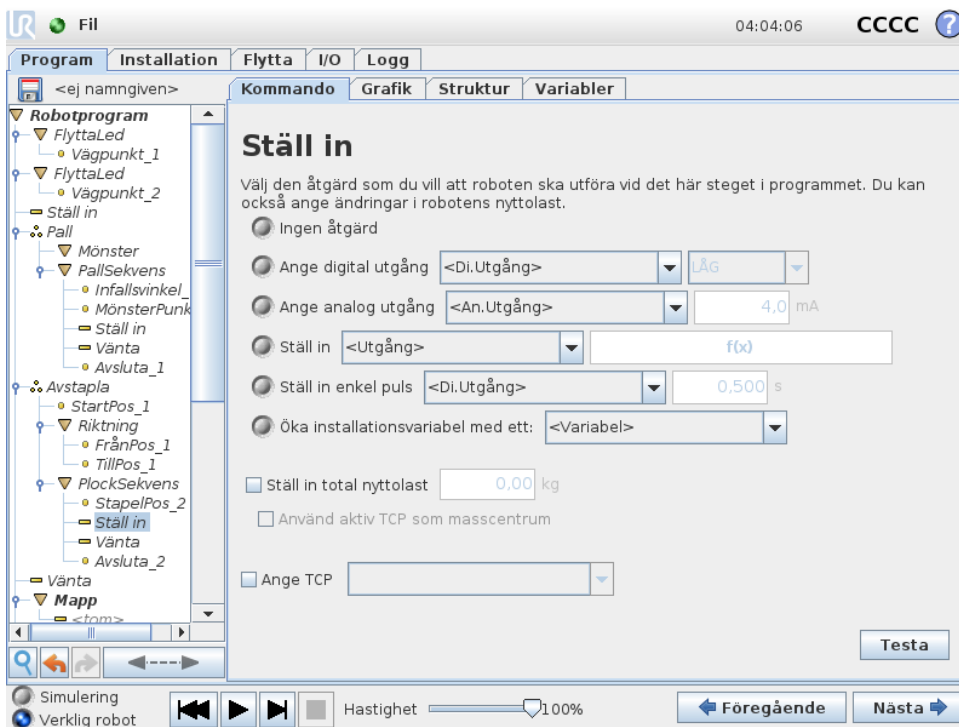 UR Fil 04:04:06 CCCC ?
Program Installation Flytta I/O Logg
<ej namngiven> Kommando Grafik Struktur Variabler
Robotprogram
FlyttaLed
Vägpunkt_1
FlyttaLed
Vägpunkt_2
Ställ in
Pall
Mönster
PallSekvens
Infallsvinkel_
MönsterPunk
Ställ in
Vänta
Avsluta_1
Avstapla
StartPos_1
Riktning
FrånPos_1
TillPos_1
PlockSekvens
StapelPos_2
Ställ in
Vänta
Avsluta_2
Vänta
Mapp
<tom>
Ställ in
Välj den åtgärd som du vill att roboten ska utföra vid det här steget i programmet. Du kan
också ange ändringar i robotens nyttolast.
Ingen åtgärd
Ange digital utgång <Di.Utgång> LÅG
Ange analog utgång <An.Utgång> 4,0 mA
Ställ in <Utgång> f(x)
Ställ in enkel puls <Di.Utgång> 0,500 s
Öka installationsvariabel med ett: <Variabel>
Ställ in total nyttolast 0,00 kg
Använd aktiv TCP som masscentrum
Ange TCP
Testa
Simulering
Verklig robot
Hastighet 100%
Föregående Nästa